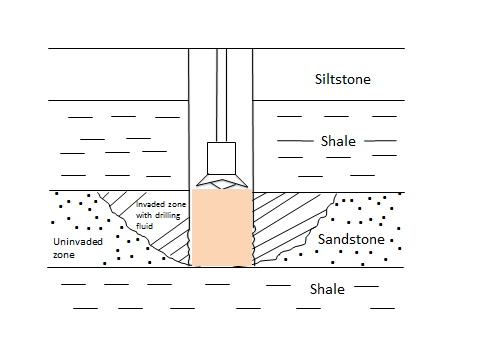 Siltstone
Shale
Invaded zone
with drilling
fluid
Uninvaded
zone
Sandstone
Shale